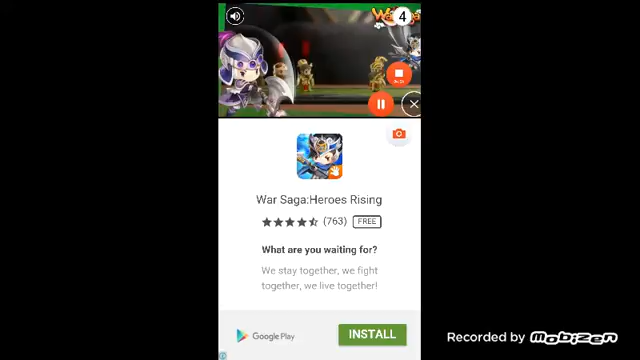 4
War Saga:Heroes Rising
(763) FREE
What are you waiting for?
We stay together, we fight
together, we live together!
Google Play
INSTALL
Recorded by Mobizen